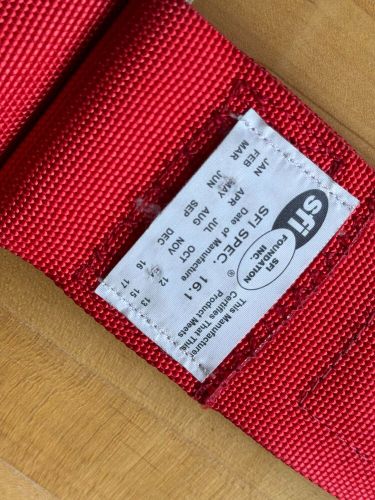 sfi
SFI
FOUNDATION
INC.
®
This Manufacturer
Certifies That This
Product Meets
SFI SPEC. 16.1
Date of Manufacture
JAN APR JUL OCT 12 13
FEB MAY AUG NOV 15
MAR JUN SEP DEC 16 17